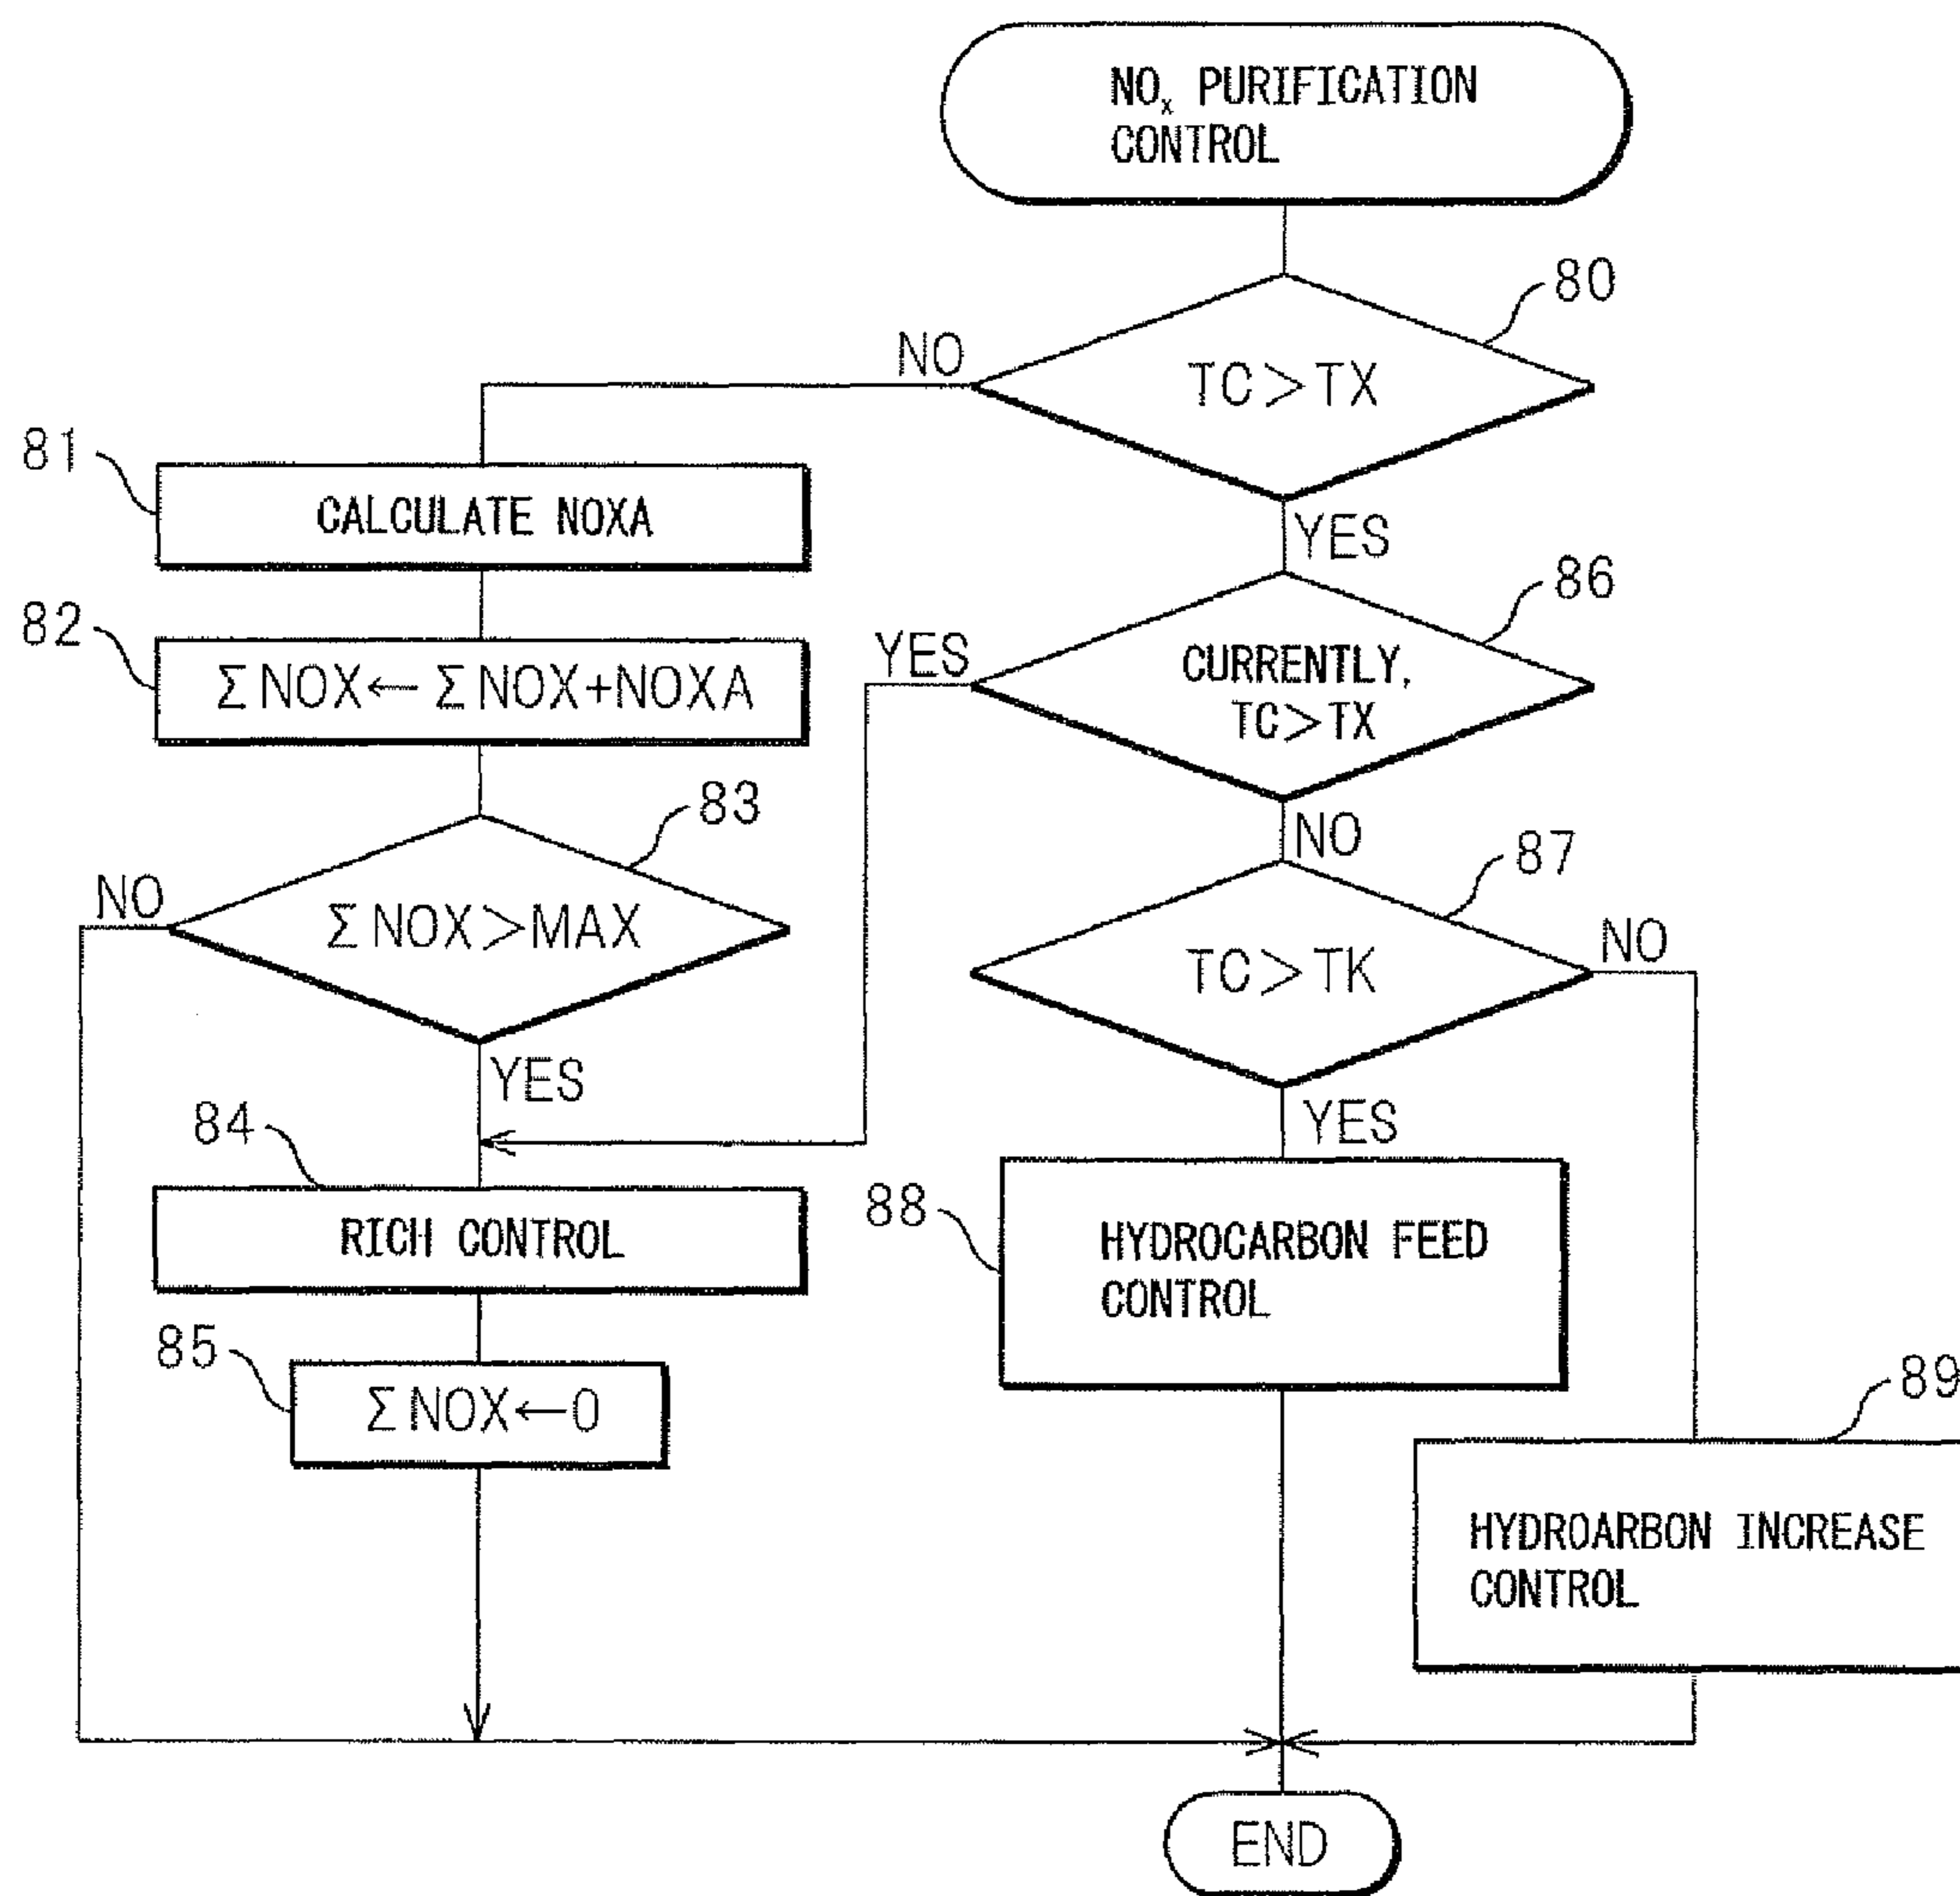 NOx PURIFICATION
CONTROL
80
TC>TX
NO
YES
81
CALCULATE NOXA
82
ΣNOX←ΣNOX+NOXA
83
ΣNOX>MAX
NO
YES
86
CURRENTLY,
TC>TX
YES
NO
87
TC>TK
NO
YES
84
RICH CONTROL
85
ΣNOX←0
88
HYDROCARBON FEED
CONTROL
89
HYDROARBON INCREASE
CONTROL
END